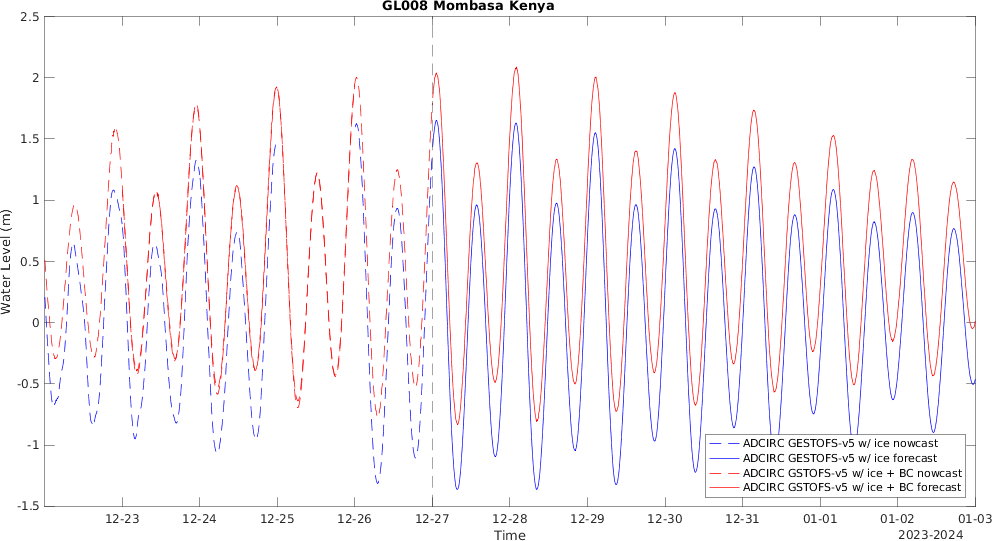 GL008 Mombasa Kenya
2.5
2
1.5
1
0.5
0
-0.5
-1
-1.5
Water Level (m)
ADCIRC GESTOFS-v5 w/ ice nowcast
ADCIRC GESTOFS-v5 w/ ice forecast
ADCIRC GSTOFS-v5 w/ ice + BC nowcast
ADCIRC GSTOFS-v5 w/ ice + BC forecast
12-23 12-24 12-25 12-26 12-27 12-28 12-29 12-30 12-31 01-01 01-02 01-03
Time
2023-2024